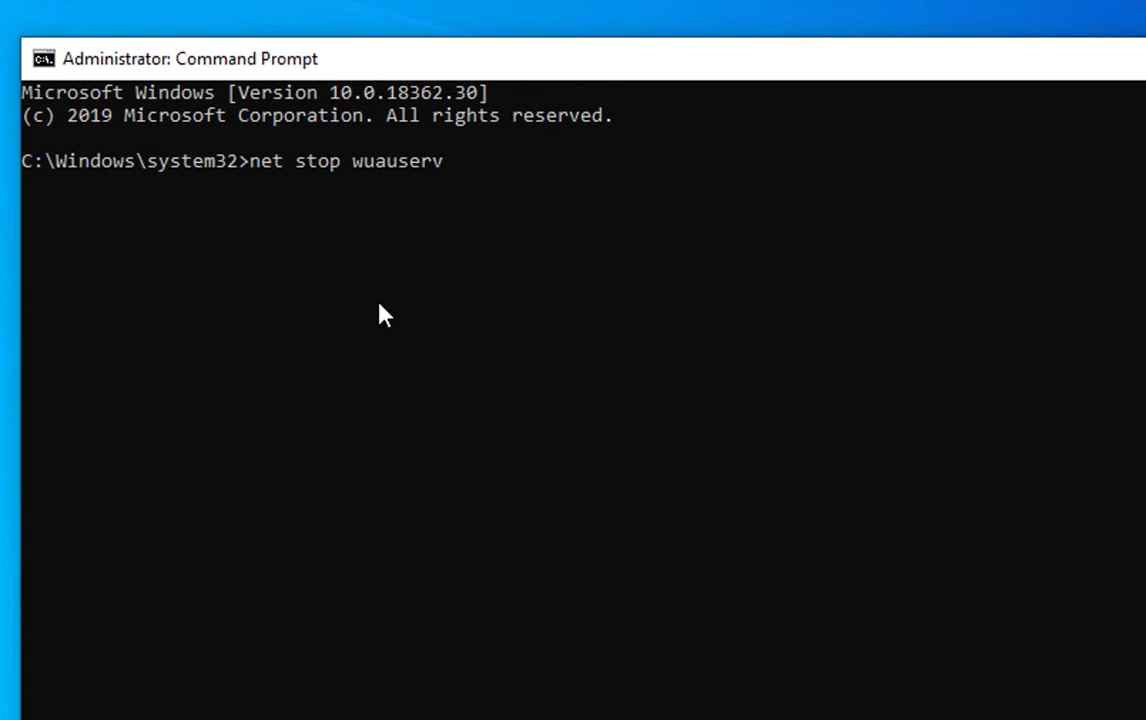 Administrator: Command Prompt
Microsoft Windows [Version 10.0.18362.30]
(c) 2019 Microsoft Corporation. All rights reserved.
C:\Windows\system32>net stop wuauserv